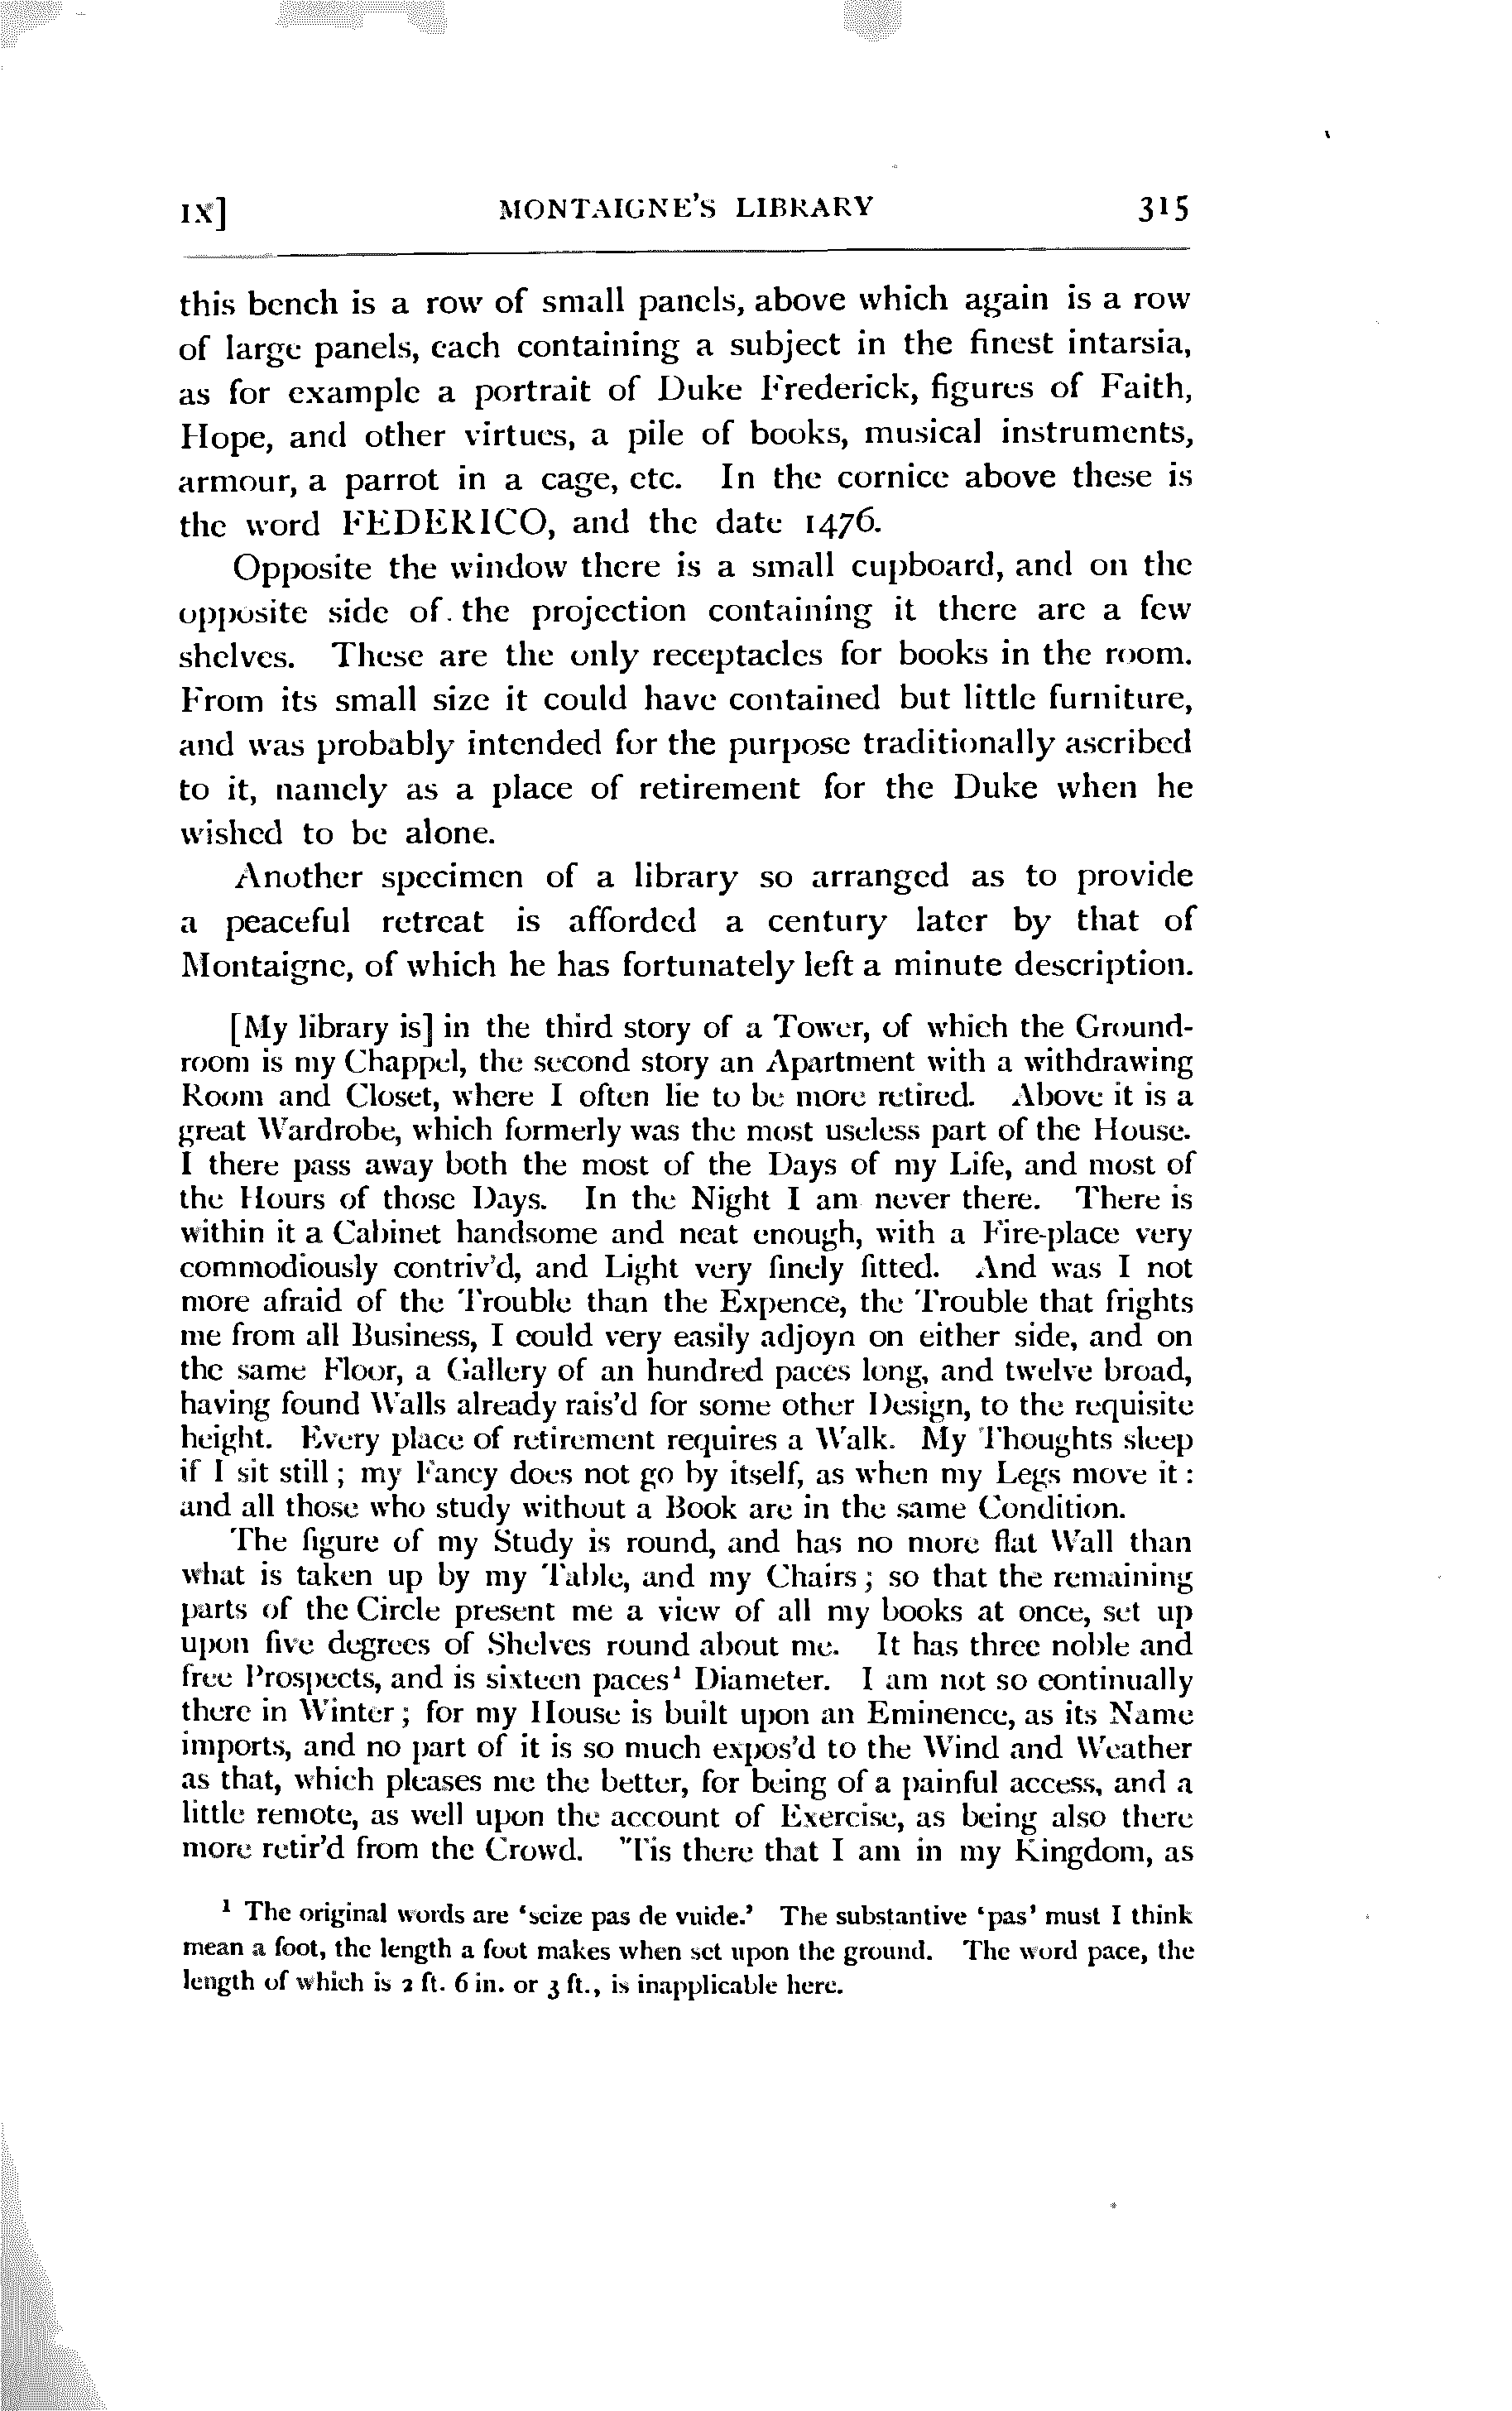 IX] MONTAIGNE'S LIBRARY 315
this bench is a row of small panels, above which again is a row
of large panels, each containing a subject in the finest intarsia,
as for example a portrait of Duke Frederick, figures of Faith,
Hope, and other virtues, a pile of books, musical instruments,
armour, a parrot in a cage, etc. In the cornice above these is
the word FEDERICO, and the date 1476.
Opposite the window there is a small cupboard, and on the
opposite side of the projection containing it there are a few
shelves. These are the only receptacles for books in the room.
From its small size it could have contained but little furniture,
and was probably intended for the purpose traditionally ascribed
to it, namely as a place of retirement for the Duke when he
wished to be alone.
Another specimen of a library so arranged as to provide
a peaceful retreat is afforded a century later by that of
Montaigne, of which he has fortunately left a minute description.
[My library is] in the third story of a Tower, of which the Ground-
room is my Chappel, the second story an Apartment with a withdrawing
Room and Closet, where I often lie to be more retired. Above it is a
great Wardrobe, which formerly was the most useless part of the House.
I there pass away both the most of the Days of my Life, and most of
the Hours of those Days. In the Night I am never there. There is
within it a Cabinet handsome and neat enough, with a Fire-place very
commodiously contriv'd, and Light very finely fitted. And was I not
more afraid of the Trouble than the Expence, the Trouble that frights
me from all Business, I could very easily adjoyn on either side, and on
the same Floor, a Gallery of an hundred paces long, and twelve broad,
having found Walls already rais'd for some other Design, to the requisite
height. Every place of retirement requires a Walk. My Thoughts sleep
if I sit still; my Fancy does not go by itself, as when my Legs move it:
and all those who study without a Book are in the same Condition.
The figure of my Study is round, and has no more flat Wall than
what is taken up by my Table, and my Chairs; so that the remaining
parts of the Circle present me a view of all my books at once, set up
upon five degrees of Shelves round about me. It has three noble and
free Prospects, and is sixteen paces¹ Diameter. I am not so continually
there in Winter; for my House is built upon an Eminence, as its Name
imports, and no part of it is so much expos'd to the Wind and Weather
as that, which pleases me the better, for being of a painful access, and a
little remote, as well upon the account of Exercise, as being also there
more retir'd from the Crowd. 'Tis there that I am in my Kingdom, as
¹ The original words are 'seize pas de vuide.' The substantive 'pas' must I think
mean a foot, the length a foot makes when set upon the ground. The word pace, the
length of which is 2 ft. 6 in. or 3 ft., is inapplicable here.